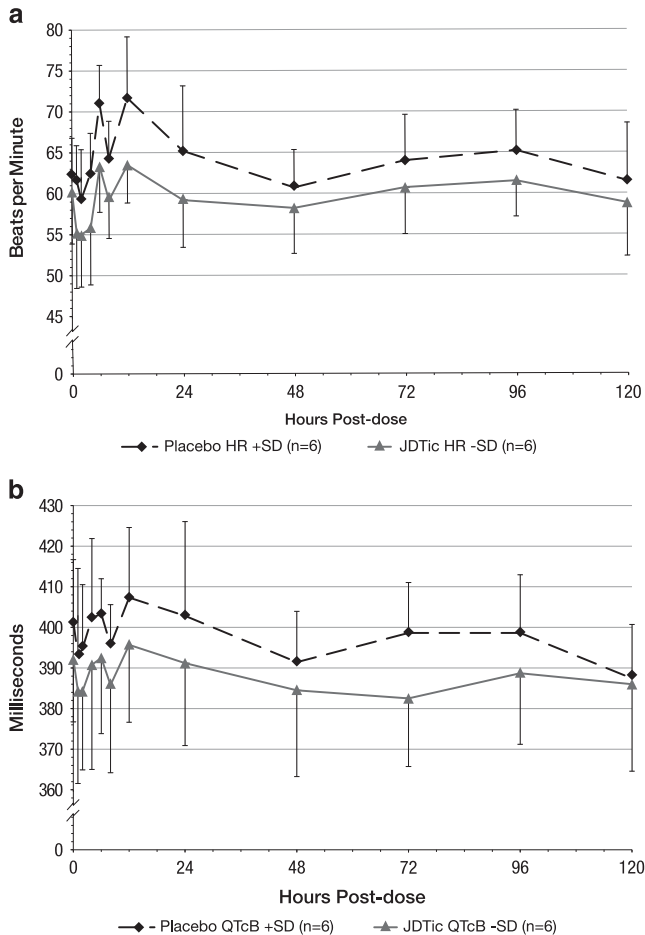 a
80
75
70
65
60
55
50
45
0
Beats per Minute
0 24 48 72 96 120
Hours Post-dose
Placebo HR +SD (n=6) JDTic HR -SD (n=6)
b
430
420
410
400
390
380
370
360
0
Milliseconds
0 24 48 72 96 120
Hours Post-dose
Placebo QTcB +SD (n=6) JDTic QTcB -SD (n=6)